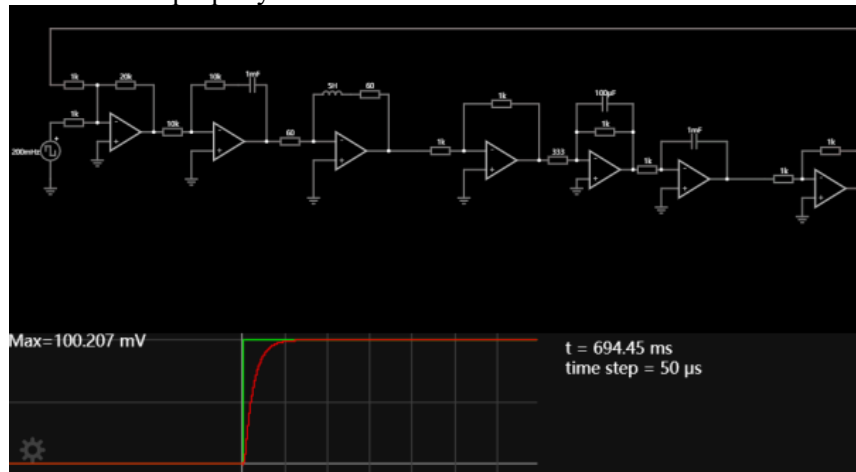 1k
20k
10k
1mF
5H
60
1k
100µF
1k
1k
10k
60
1k
333
1k
1mF
1k
1k
200mHz
Max=100.207 mV
t = 694.45 ms
time step = 50 µs